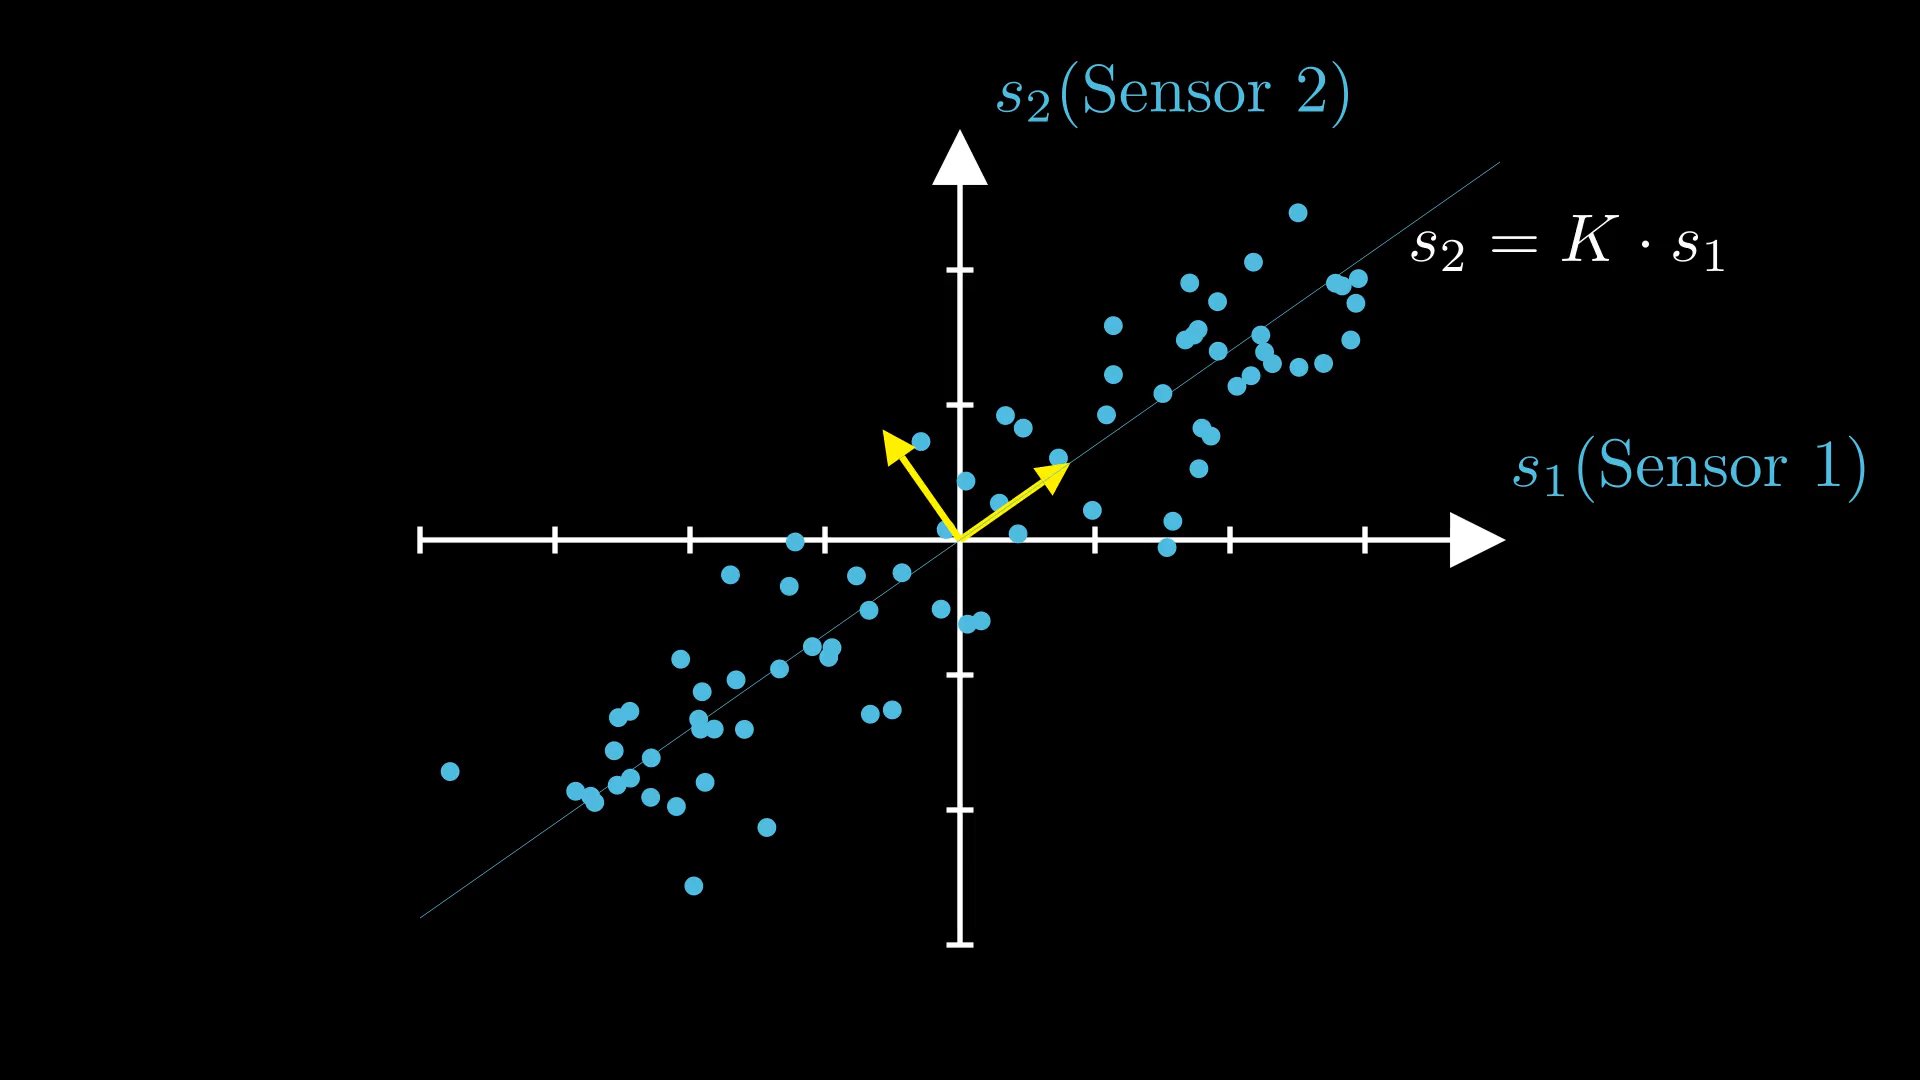 s₂(Sensor 2)
s₂ = K · s₁
s₁(Sensor 1)